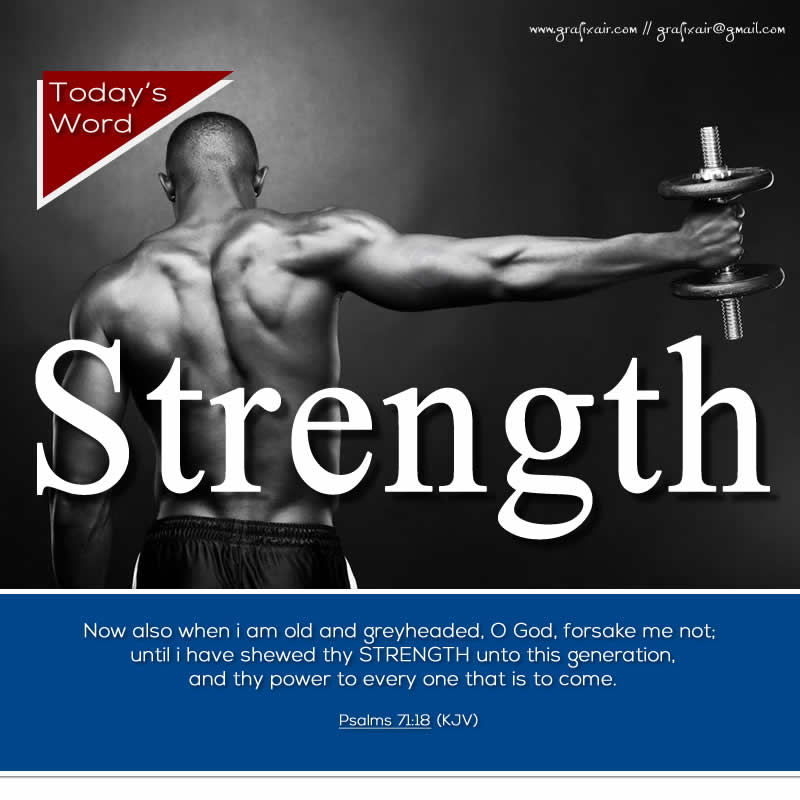 www.grafixair.com // grafixair@gmail.com
Today's
Word
Strength
Now also when i am old and greyheaded, O God, forsake me not;
until i have shewed thy STRENGTH unto this generation,
and thy power to every one that is to come.
Psalms 71:18 (KJV)